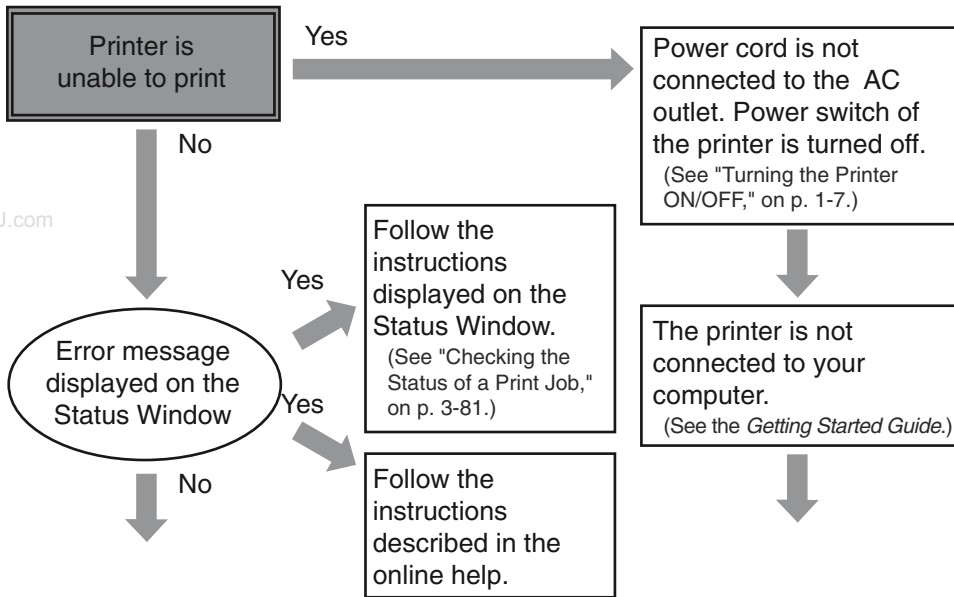 Printer is
unable to print
Yes
Power cord is not
connected to the AC
outlet. Power switch of
the printer is turned off.
(See "Turning the Printer
ON/OFF," on p. 1-7.)
No
J.com
Follow the
instructions
displayed on the
Status Window.
(See "Checking the
Status of a Print Job,"
on p. 3-81.)
Yes
The printer is not
connected to your
computer.
(See the Getting Started Guide.)
Error message
displayed on the
Status Window
Yes
Follow the
instructions
described in the
online help.
No